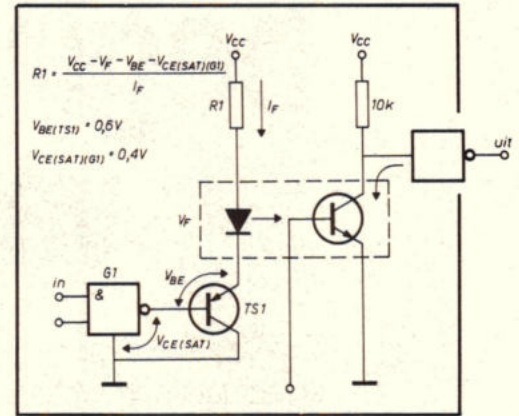 R1 = (VCC - VF - VBE - VCE(SAT)(G1)) / IF
VBE(TS1) = 0,6V
VCE(SAT)(G1) = 0,4V
VCC
VCC
R1
IF
10k
uit
VF
in
G1
&
VBE
TS1
VCE(SAT)